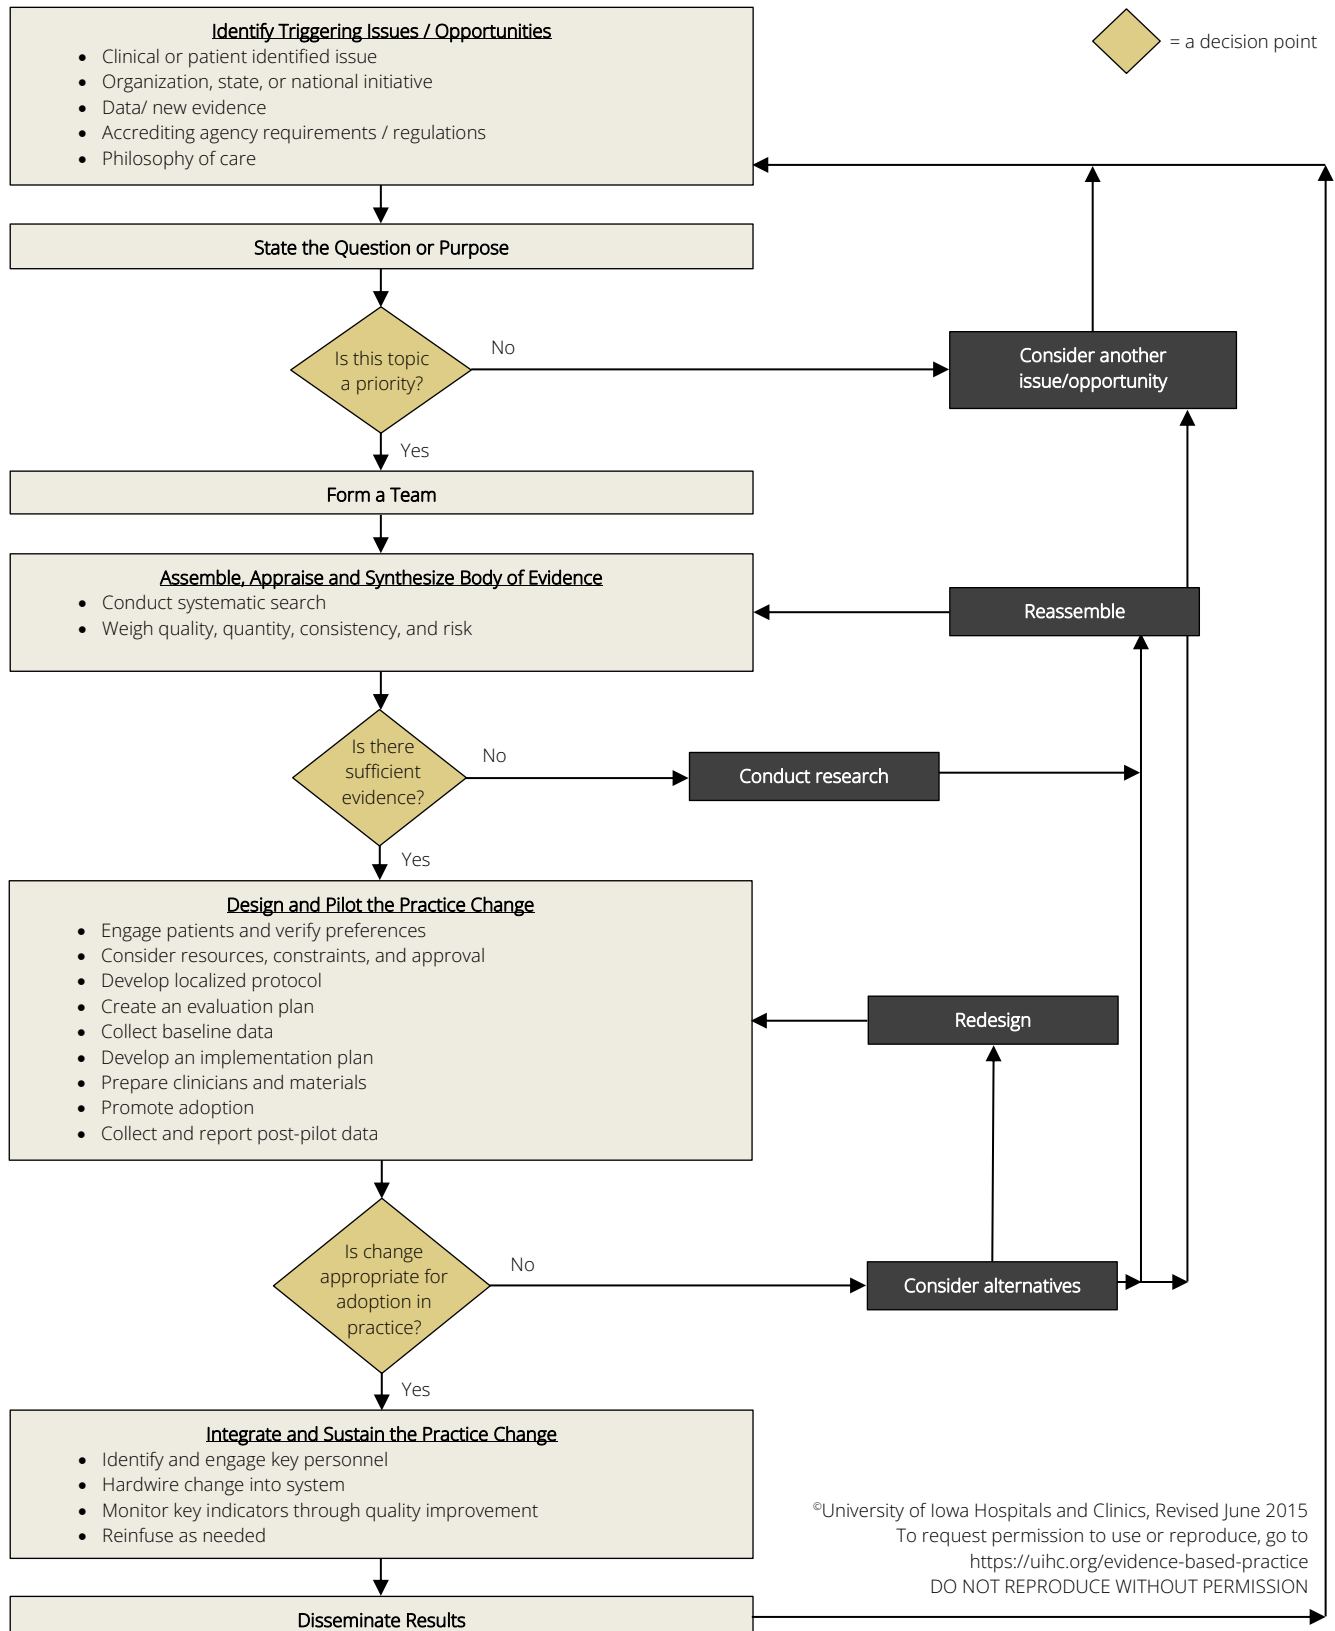 Identify Triggering Issues / Opportunities
• Clinical or patient identified issue
• Organization, state, or national initiative
• Data/ new evidence
• Accrediting agency requirements / regulations
• Philosophy of care
= a decision point
State the Question or Purpose
Is this topic
a priority?
No
Consider another
issue/opportunity
Yes
Form a Team
Assemble, Appraise and Synthesize Body of Evidence
• Conduct systematic search
• Weigh quality, quantity, consistency, and risk
Reassemble
Is there
sufficient
evidence?
No
Conduct research
Yes
Design and Pilot the Practice Change
• Engage patients and verify preferences
• Consider resources, constraints, and approval
• Develop localized protocol
• Create an evaluation plan
• Collect baseline data
• Develop an implementation plan
• Prepare clinicians and materials
• Promote adoption
• Collect and report post-pilot data
Redesign
Is change
appropriate for
adoption in
practice?
No
Consider alternatives
Yes
Integrate and Sustain the Practice Change
• Identify and engage key personnel
• Hardwire change into system
• Monitor key indicators through quality improvement
• Reinfuse as needed
©University of Iowa Hospitals and Clinics, Revised June 2015
To request permission to use or reproduce, go to
https://uihc.org/evidence-based-practice
DO NOT REPRODUCE WITHOUT PERMISSION
Disseminate Results